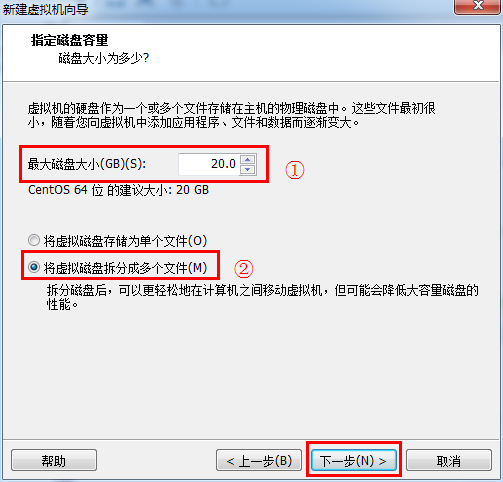 新建虚拟机向导
指定磁盘容量
磁盘大小为多少?
虚拟机的硬盘作为一个或多个文件存储在主机的物理磁盘中。这些文件最初很
小，随着您向虚拟机中添加应用程序、文件和数据而逐渐变大。
最大磁盘大小(GB)(S): 20.0 ①
CentOS 64 位 的建议大小: 20 GB
将虚拟磁盘存储为单个文件(O)
将虚拟磁盘拆分成多个文件(M) ②
拆分磁盘后，可以更轻松地在计算机之间移动虚拟机，但可能会降低大容量磁盘的
性能。
帮助 < 上一步(B) 下一步(N) > 取消